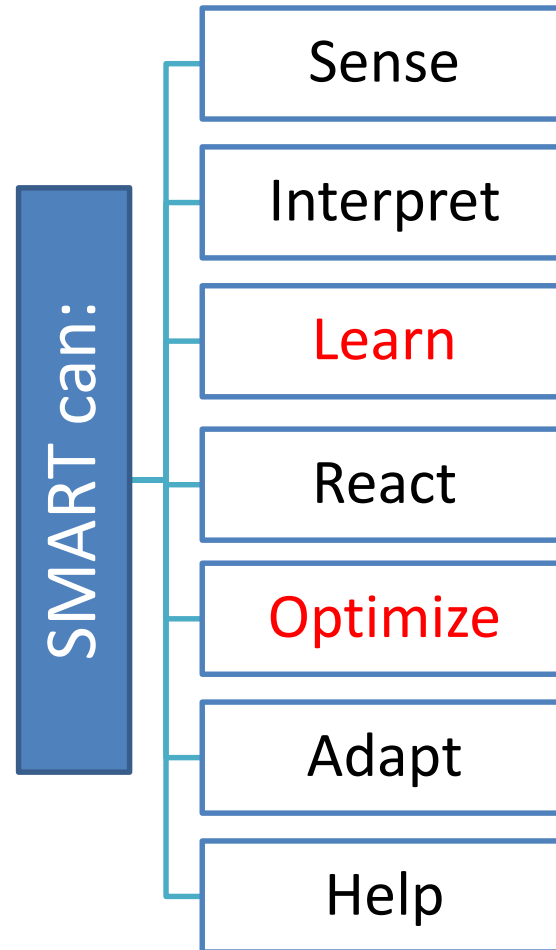 SMART can:
Sense
Interpret
Learn
React
Optimize
Adapt
Help